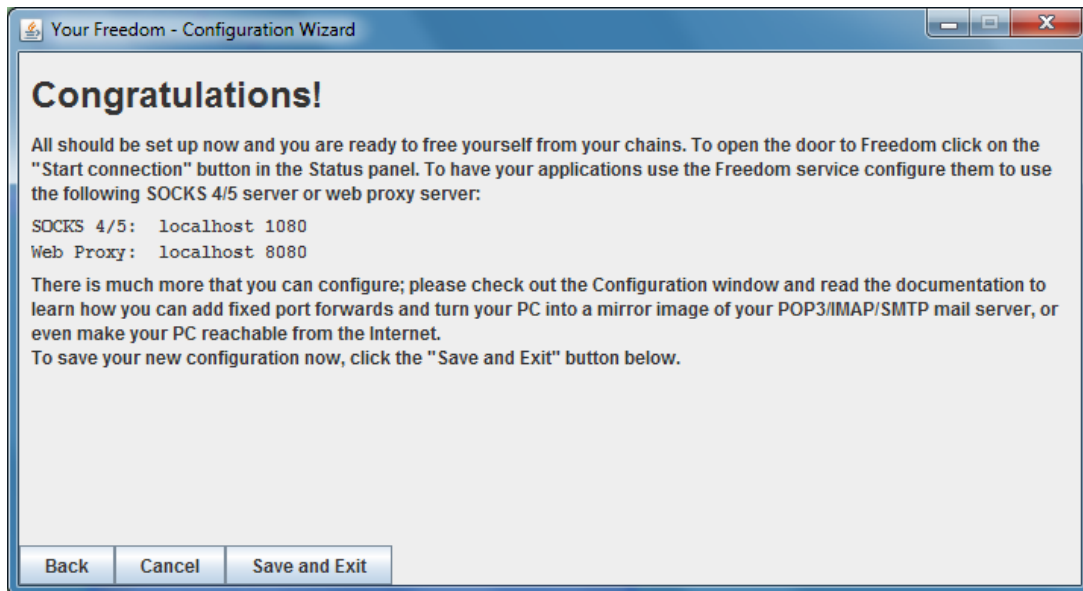 Your Freedom - Configuration Wizard
Congratulations!
All should be set up now and you are ready to free yourself from your chains. To open the door to Freedom click on the
"Start connection" button in the Status panel. To have your applications use the Freedom service configure them to use
the following SOCKS 4/5 server or web proxy server:
SOCKS 4/5: localhost 1080
Web Proxy: localhost 8080
There is much more that you can configure; please check out the Configuration window and read the documentation to
learn how you can add fixed port forwards and turn your PC into a mirror image of your POP3/IMAP/SMTP mail server, or
even make your PC reachable from the Internet.
To save your new configuration now, click the "Save and Exit" button below.
Back Cancel Save and Exit